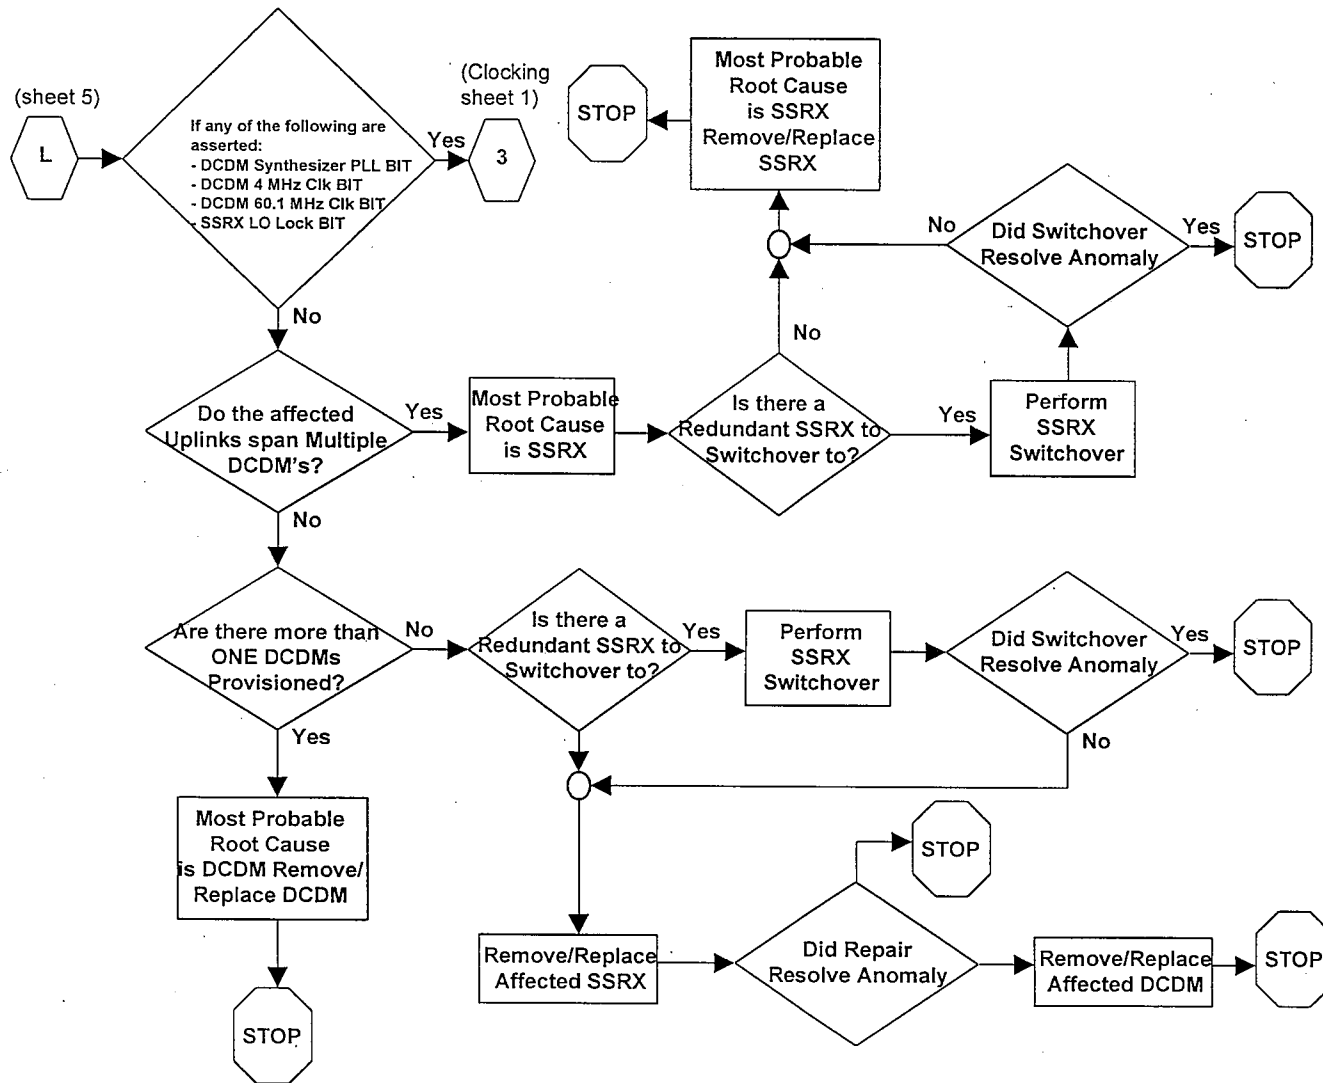 (sheet 5)
L
If any of the following are
asserted:
- DCDM Synthesizer PLL BIT
- DCDM 4 MHz Clk BIT
- DCDM 60.1 MHz Clk BIT
- SSRX LO Lock BIT
Yes
(Clocking
sheet 1)
3
No
STOP
Most Probable
Root Cause
is SSRX
Remove/Replace
SSRX
No
Did Switchover
Resolve Anomaly
Yes
STOP
No
Do the affected
Uplinks span Multiple
DCDM's?
Yes
Most Probable
Root Cause
is SSRX
Is there a
Redundant SSRX to
Switchover to?
Yes
Perform
SSRX
Switchover
No
Are there more than
ONE DCDMs
Provisioned?
No
Is there a
Redundant SSRX to
Switchover to?
Yes
Perform
SSRX
Switchover
Did Switchover
Resolve Anomaly
Yes
STOP
Yes
No
Most Probable
Root Cause
is DCDM Remove/
Replace DCDM
STOP
STOP
Remove/Replace
Affected SSRX
Did Repair
Resolve Anomaly
Remove/Replace
Affected DCDM
STOP